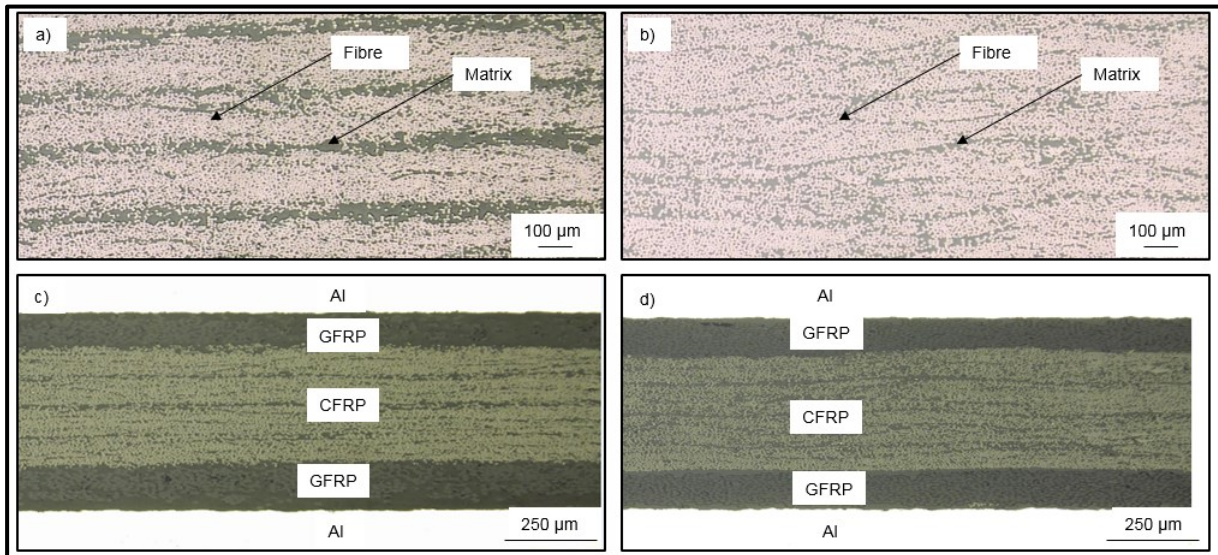 a)
Fibre
Matrix
100 µm
b)
Fibre
Matrix
100 µm
c)
Al
GFRP
CFRP
GFRP
Al
250 µm
d)
Al
GFRP
CFRP
GFRP
Al
250 µm